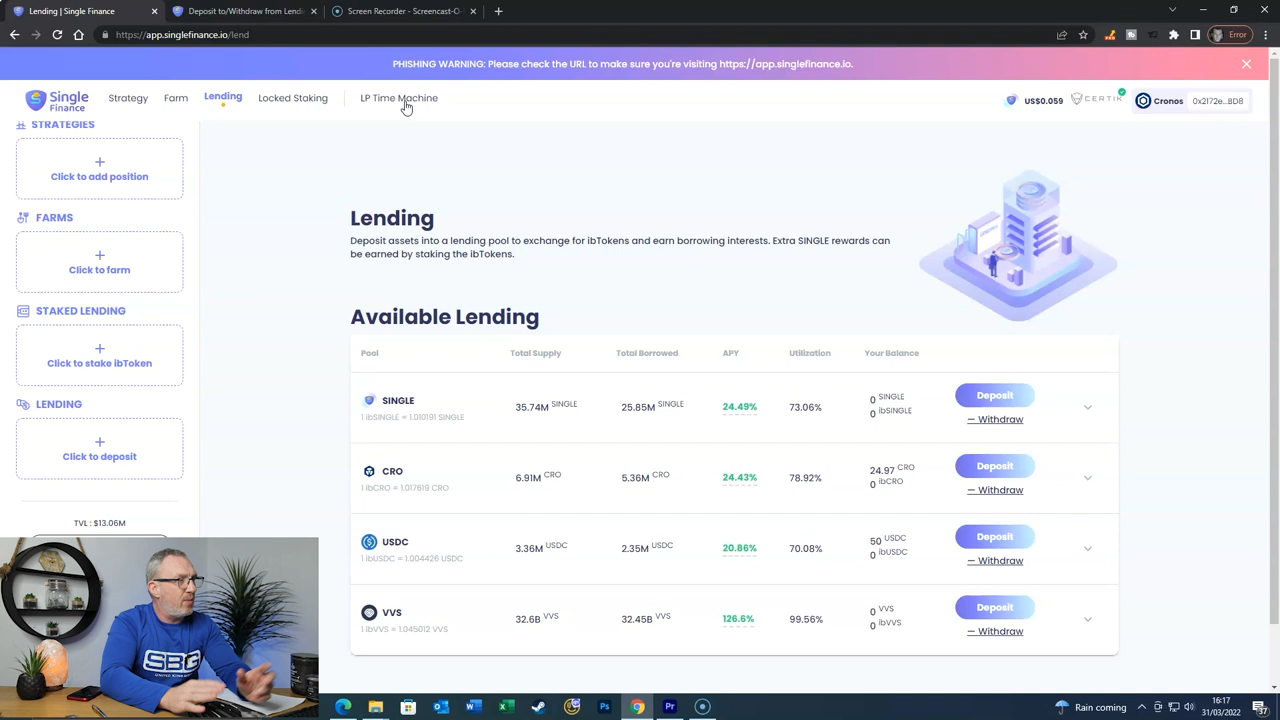 Lending | Single Finance
Deposit to/Withdraw from Lendi
Screen Recorder - Screencast-O-
https://app.singlefinance.io/lend
Error
PHISHING WARNING: Please check the URL to make sure you're visiting https://app.singlefinance.io.
Single Finance
Strategy
Farm
Lending
Locked Staking
LP Time Machine
US$0.059
CERTIK
Cronos
0x2172e...8D8
STRATEGIES
Click to add position
FARMS
Click to farm
STAKED LENDING
Click to stake ibToken
LENDING
Click to deposit
TVL : $13.06M
Lending
Deposit assets into a lending pool to exchange for ibTokens and earn borrowing interests. Extra SINGLE rewards can
be earned by staking the ibTokens.
Available Lending
Pool Total Supply Total Borrowed APY Utilization Your Balance
SINGLE
1 ibSINGLE = 1.010191 SINGLE
35.74M SINGLE
25.85M SINGLE
24.49%
73.06%
0 SINGLE
0 ibSINGLE
Deposit
— Withdraw
CRO
1 ibCRO = 1.017619 CRO
6.91M CRO
5.36M CRO
24.43%
78.92%
24.97 CRO
0 ibCRO
Deposit
— Withdraw
USDC
1 ibUSDC = 1.004426 USDC
3.36M USDC
2.35M USDC
20.86%
70.08%
50 USDC
0 ibUSDC
Deposit
— Withdraw
VVS
1 ibVVS = 1.045012 VVS
32.6B VVS
32.45B VVS
126.6%
99.56%
0 VVS
0 ibVVS
Deposit
— Withdraw
SBG
Rain coming
16:17
31/03/2022